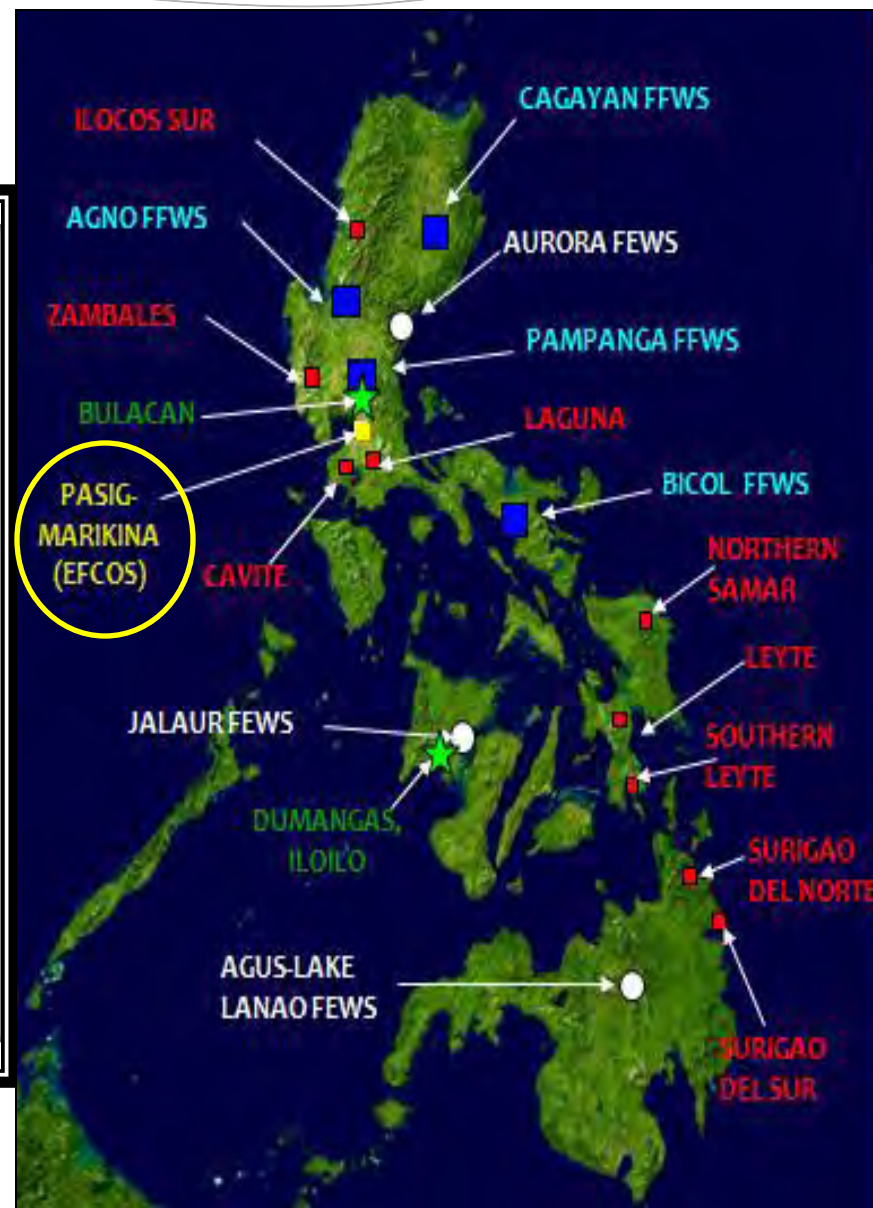 CAGAYAN FFWS
ILOCOS SUR
AGNO FFWS
AURORA FEWS
ZAMBALES
PAMPANGA FFWS
BULACAN
LAGUNA
PASIG-
MARIKINA
(EFCOS)
BICOL FFWS
CAVITE
NORTHERN
SAMAR
LEYTE
JALAUR FEWS
SOUTHERN
LEYTE
DUMANGAS,
ILOILO
SURIGAO
DEL NORTE
AGUS-LAKE
LANAO FEWS
SURIGAO
DEL SUR